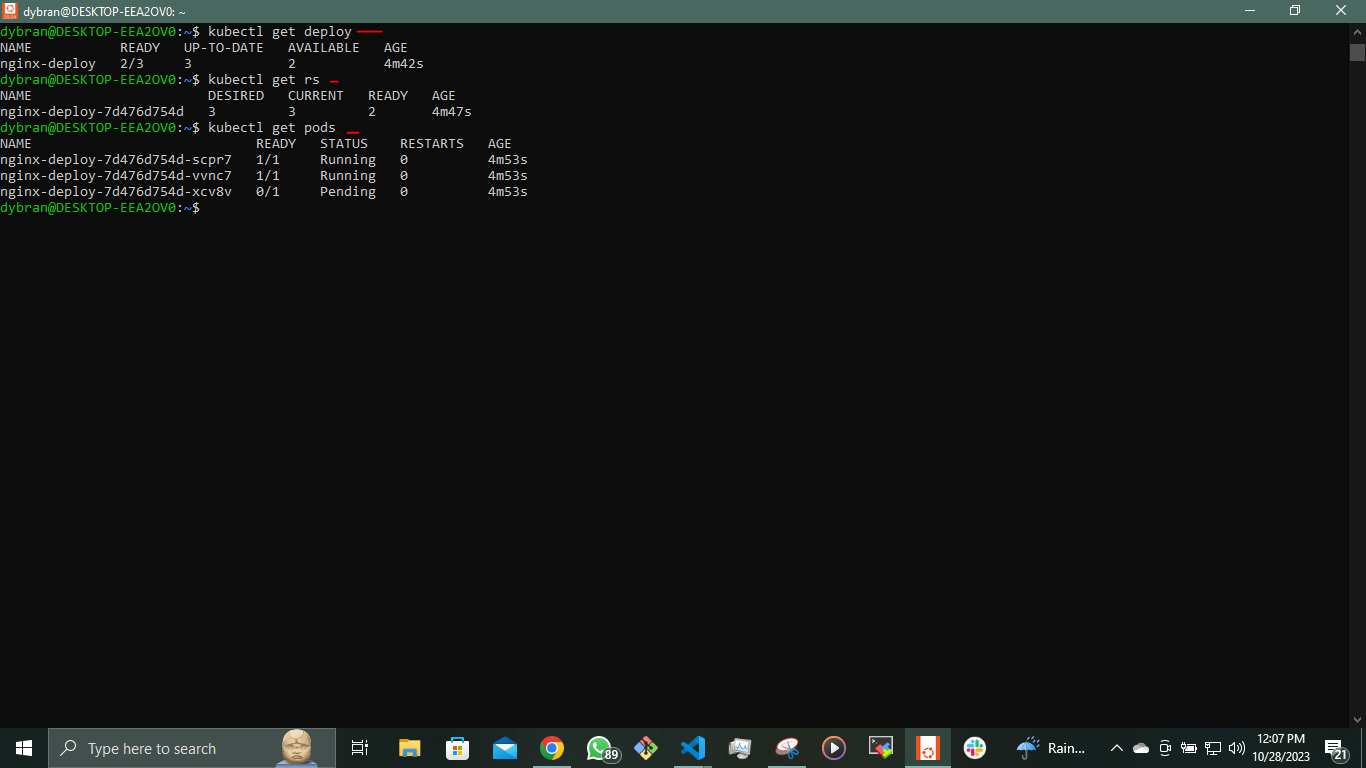 dybran@DESKTOP-EEA2OV0: ~
dybran@DESKTOP-EEA2OV0:~$ kubectl get deploy
NAME           READY   UP-TO-DATE   AVAILABLE   AGE
nginx-deploy   2/3     3            2           4m42s
dybran@DESKTOP-EEA2OV0:~$ kubectl get rs
NAME                      DESIRED   CURRENT   READY   AGE
nginx-deploy-7d476d754d   3         3         2       4m47s
dybran@DESKTOP-EEA2OV0:~$ kubectl get pods
NAME                            READY   STATUS    RESTARTS   AGE
nginx-deploy-7d476d754d-scpr7   1/1     Running   0          4m53s
nginx-deploy-7d476d754d-vvnc7   1/1     Running   0          4m53s
nginx-deploy-7d476d754d-xcv8v   0/1     Pending   0          4m53s
dybran@DESKTOP-EEA2OV0:~$
Type here to search
89
Rain...
12:07 PM
10/28/2023
21